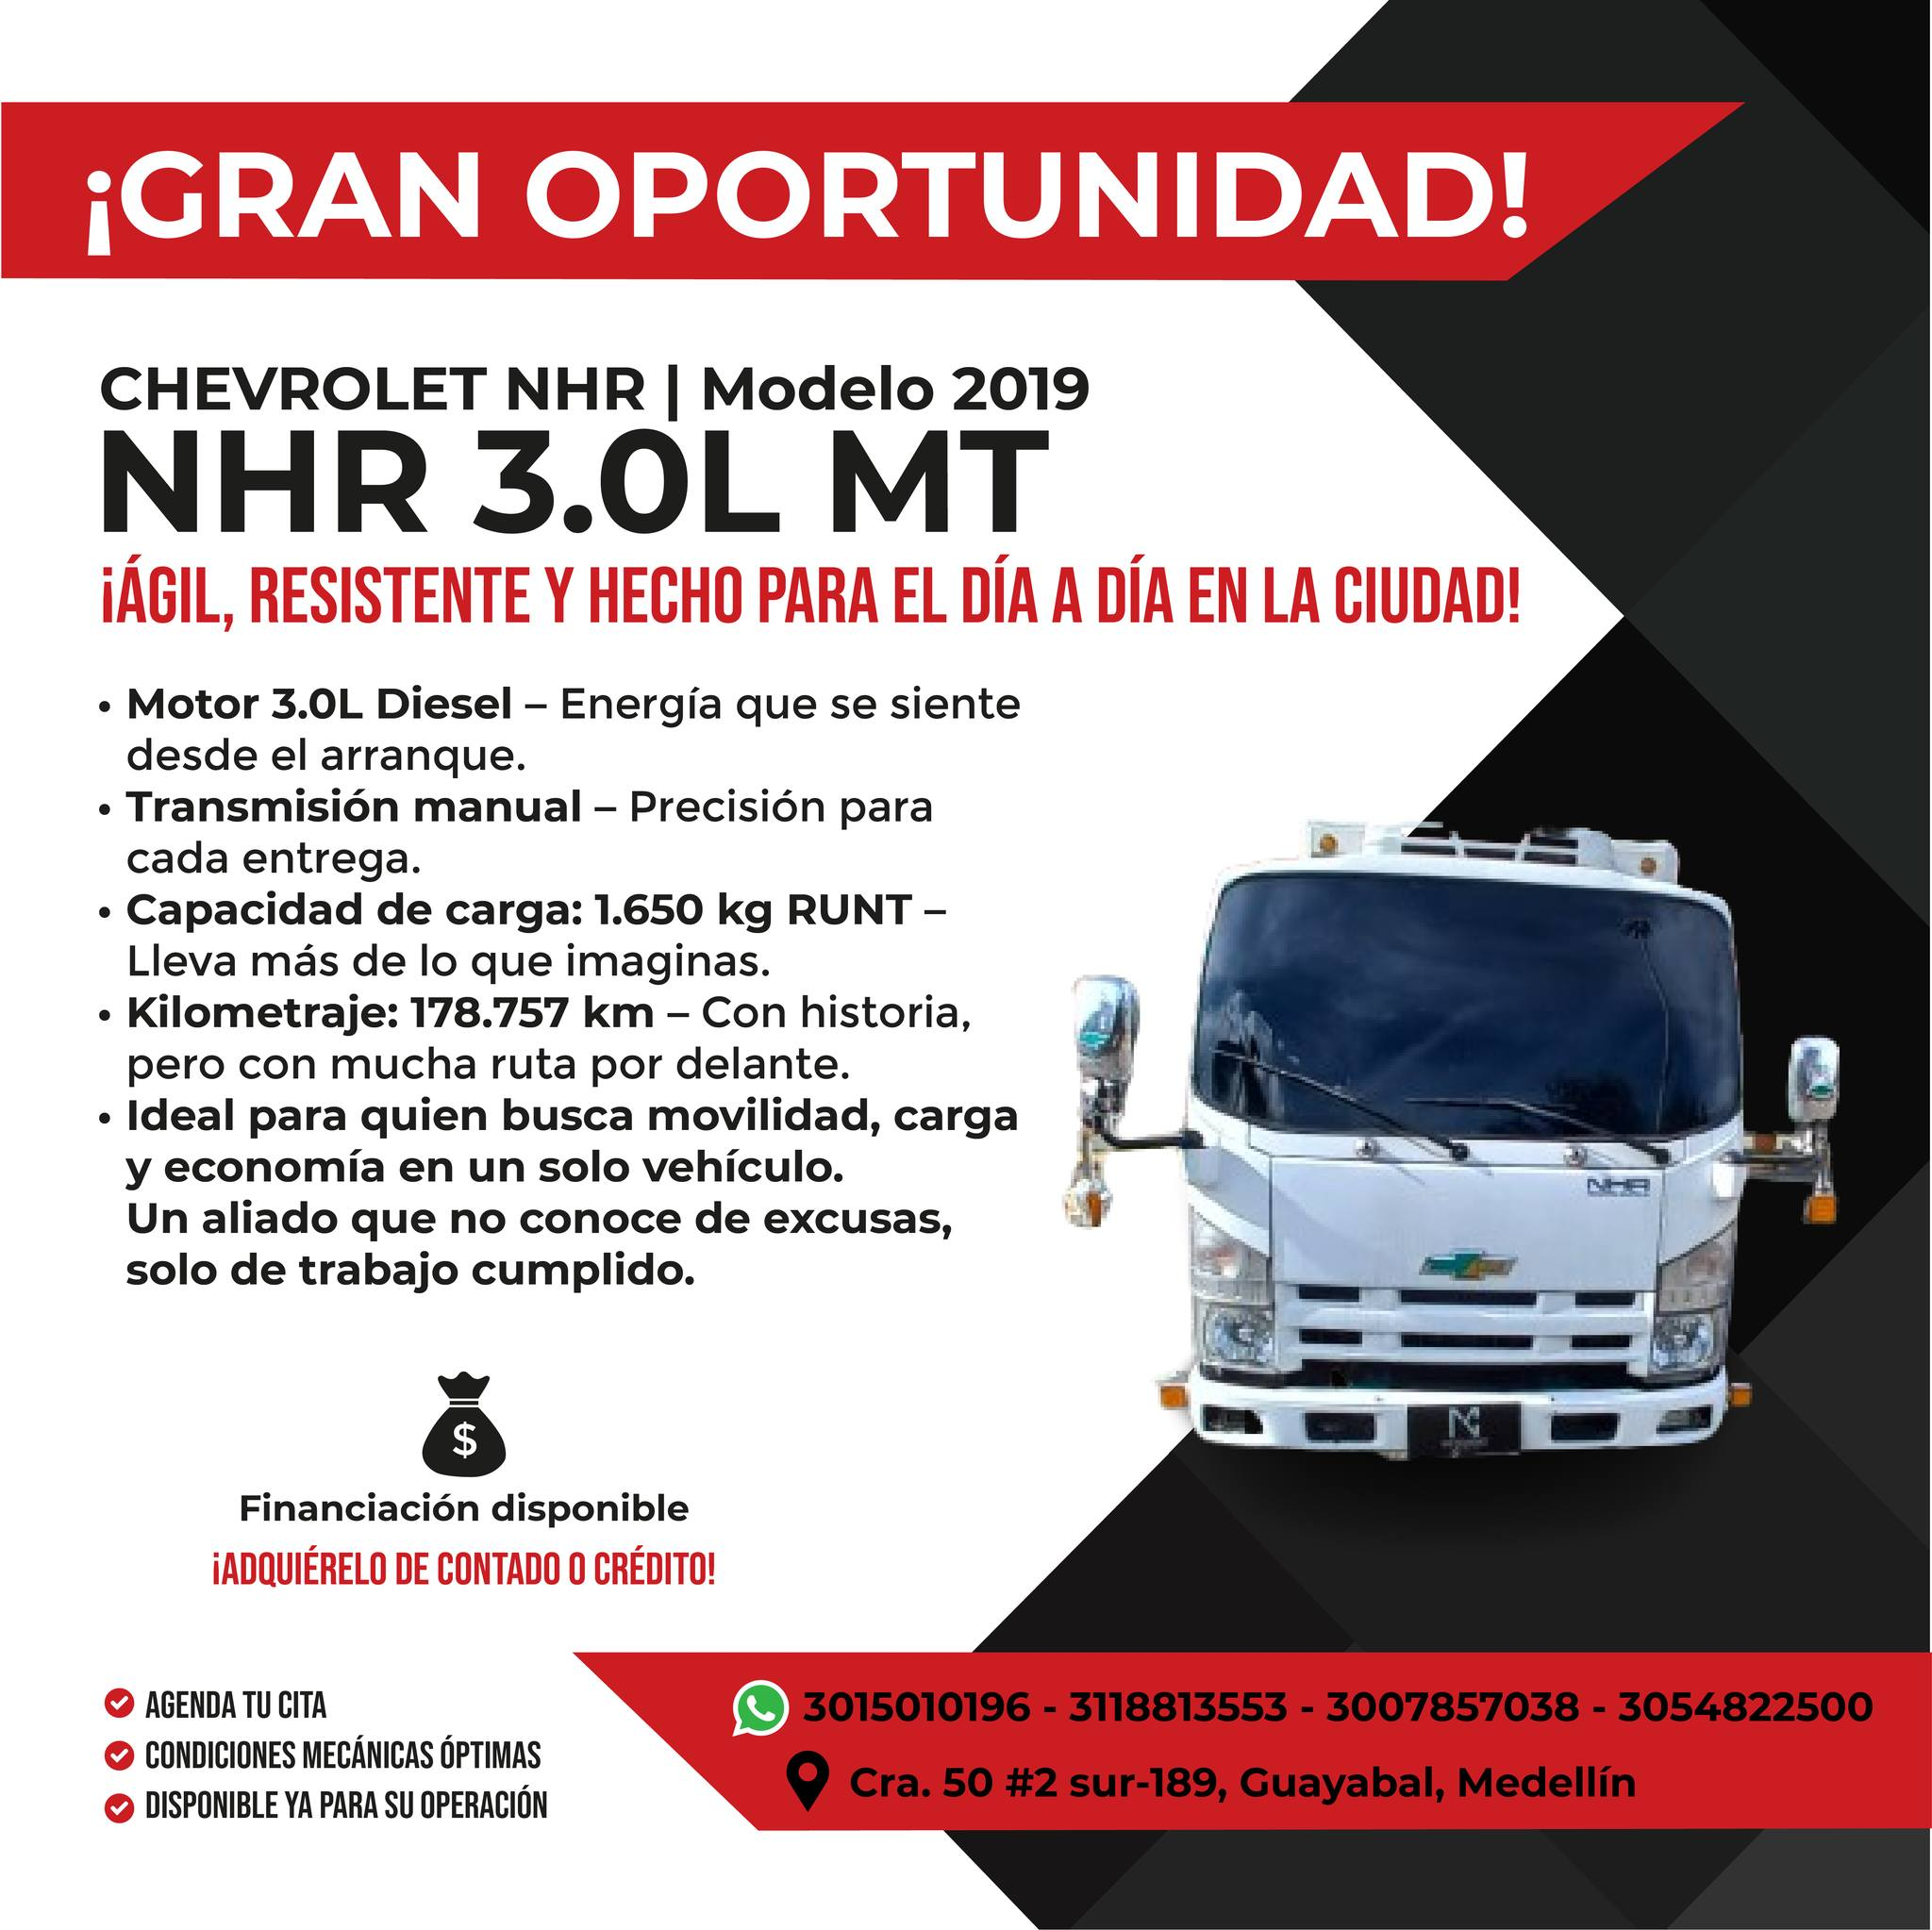 ¡GRAN OPORTUNIDAD!
CHEVROLET NHR | Modelo 2019
NHR 3.0L MT
¡ÁGIL, RESISTENTE Y HECHO PARA EL DÍA A DÍA EN LA CIUDAD!
• Motor 3.0L Diesel – Energía que se siente
desde el arranque.
• Transmisión manual – Precisión para
cada entrega.
• Capacidad de carga: 1.650 kg RUNT –
Lleva más de lo que imaginas.
• Kilometraje: 178.757 km – Con historia,
pero con mucha ruta por delante.
• Ideal para quien busca movilidad, carga
y economía en un solo vehículo.
Un aliado que no conoce de excusas,
solo de trabajo cumplido.
NHR
$
Financiación disponible
¡ADQUIÉRELO DE CONTADO O CRÉDITO!
AGENDA TU CITA
CONDICIONES MECÁNICAS ÓPTIMAS
DISPONIBLE YA PARA SU OPERACIÓN
3015010196 - 3118813553 - 3007857038 - 3054822500
Cra. 50 #2 sur-189, Guayabal, Medellín